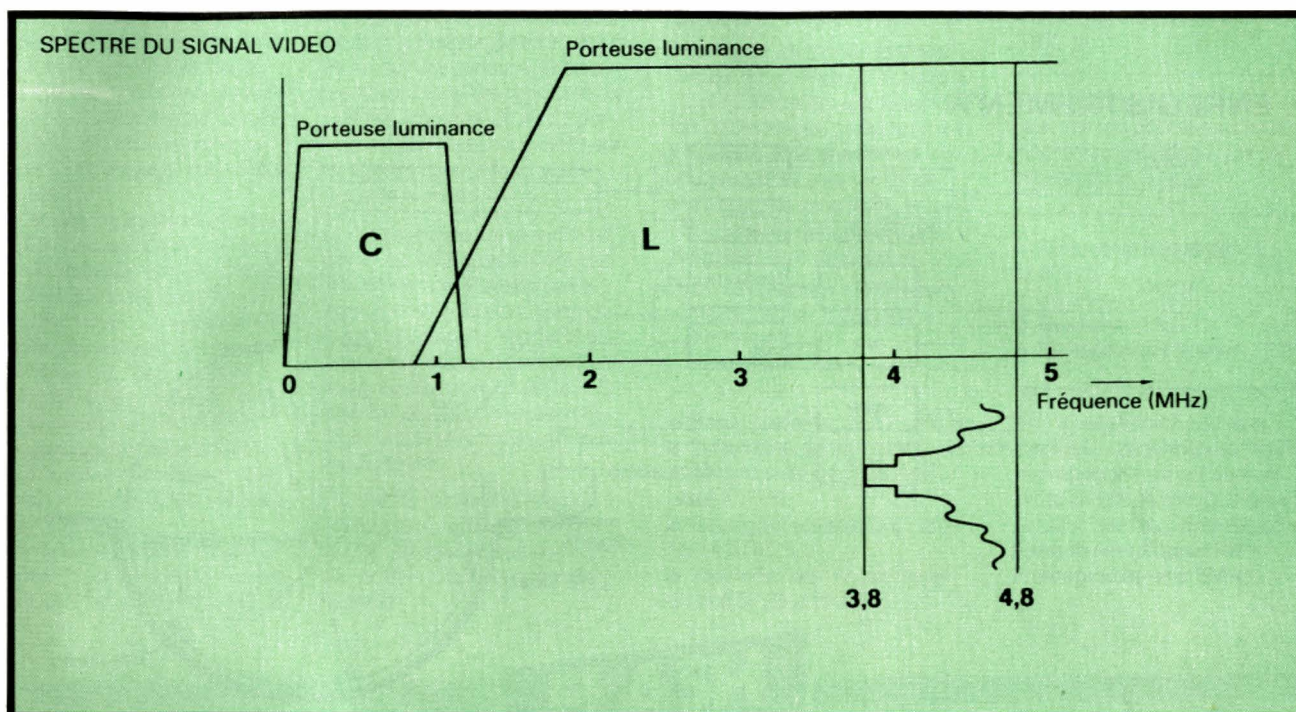 SPECTRE DU SIGNAL VIDEO
Porteuse luminance
Porteuse luminance
C
L
0 1 2 3 4 5
Fréquence (MHz)
3,8 4,8